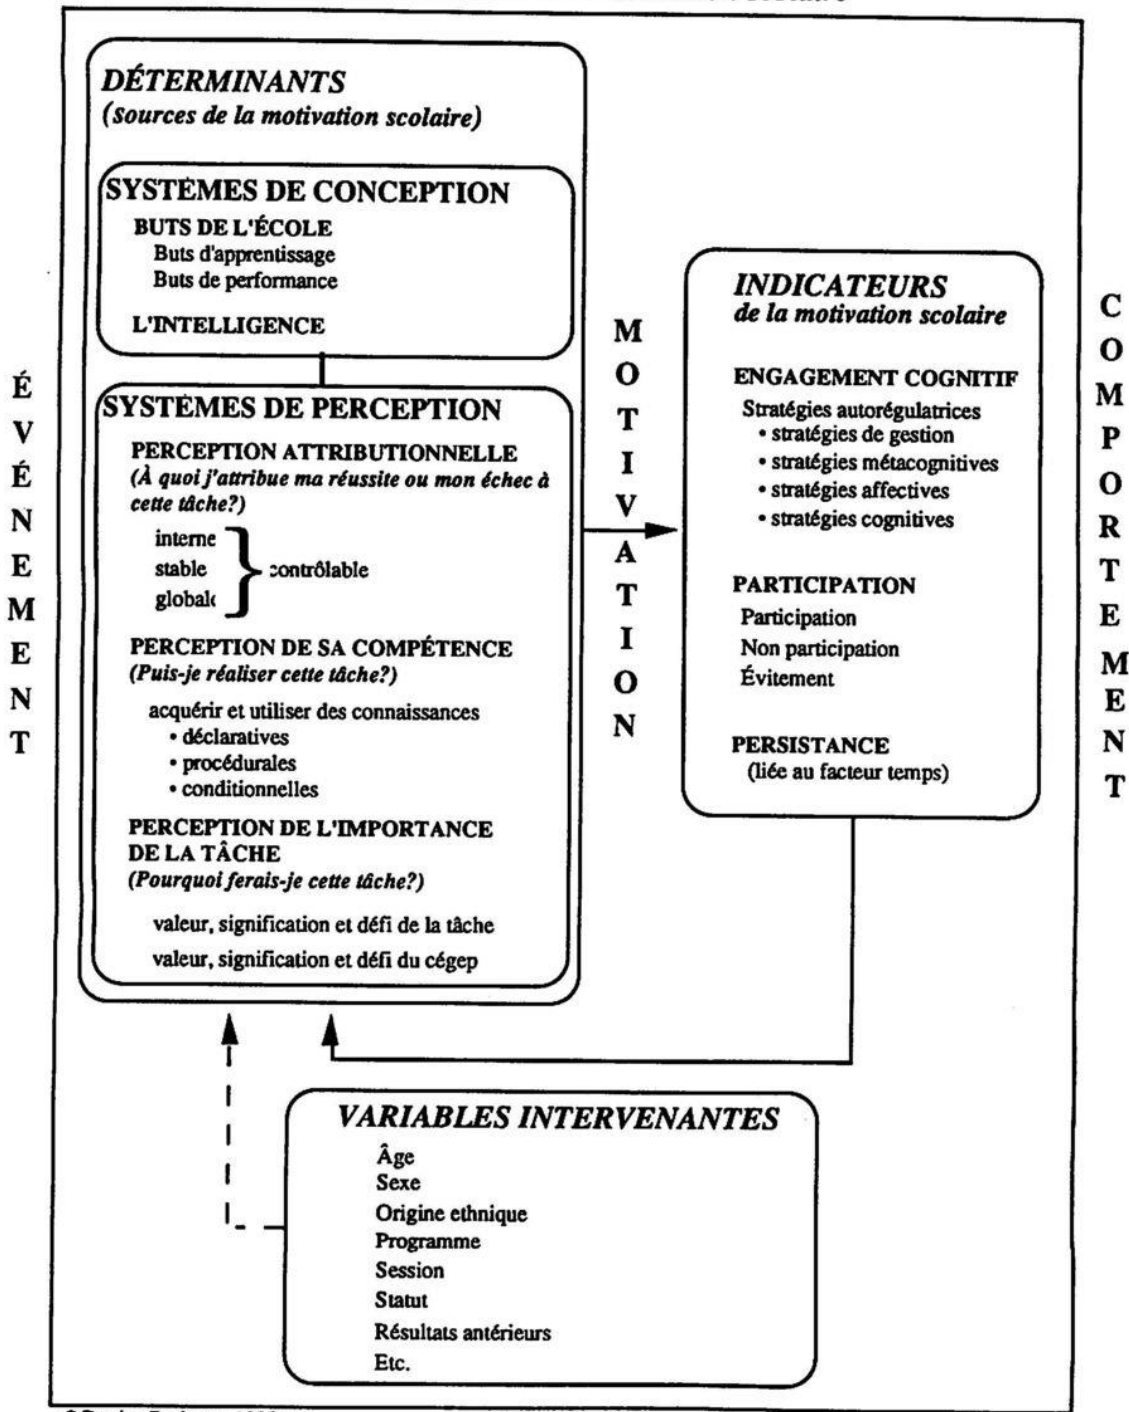 ÉVÉNEMENT
DÉTERMINANTS
(sources de la motivation scolaire)
SYSTÈMES DE CONCEPTION
BUTS DE L'ÉCOLE
Buts d'apprentissage
Buts de performance
L'INTELLIGENCE
SYSTÈMES DE PERCEPTION
PERCEPTION ATTRIBUTIONNELLE
(À quoi j'attribue ma réussite ou mon échec à
cette tâche?)
interne
stable
globale
contrôlable
PERCEPTION DE SA COMPÉTENCE
(Puis-je réaliser cette tâche?)
acquérir et utiliser des connaissances
• déclaratives
• procédurales
• conditionnelles
PERCEPTION DE L'IMPORTANCE
DE LA TÂCHE
(Pourquoi ferais-je cette tâche?)
valeur, signification et défi de la tâche
valeur, signification et défi du cégep
MOTIVATION
INDICATEURS
de la motivation scolaire
ENGAGEMENT COGNITIF
Stratégies autorégulatrices
• stratégies de gestion
• stratégies métacognitives
• stratégies affectives
• stratégies cognitives
PARTICIPATION
Participation
Non participation
Évitement
PERSISTANCE
(liée au facteur temps)
COMPORTEMENT
VARIABLES INTERVENANTES
Âge
Sexe
Origine ethnique
Programme
Session
Statut
Résultats antérieurs
Etc.